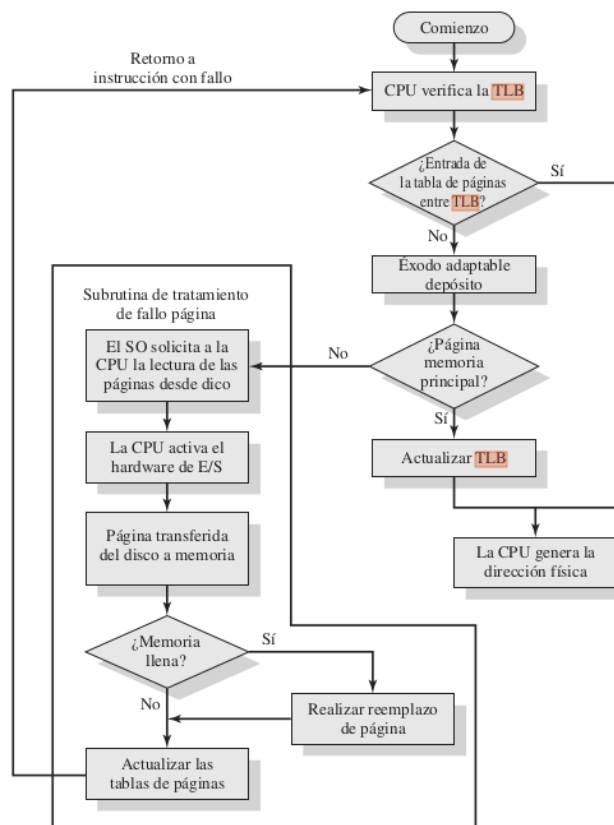 Comienzo
Retorno a
instrucción con fallo
CPU verifica la TLB
¿Entrada de
la tabla de páginas
entre TLB?
Sí
No
Éxodo adaptable
depósito
Subrutina de tratamiento
de fallo página
El SO solicita a la
CPU la lectura de las
páginas desde dico
No
¿Página
memoria
principal?
Sí
La CPU activa el
hardware de E/S
Actualizar TLB
Página transferida
del disco a memoria
La CPU genera la
dirección física
¿Memoria
llena?
Sí
No
Realizar reemplazo
de página
Actualizar las
tablas de páginas